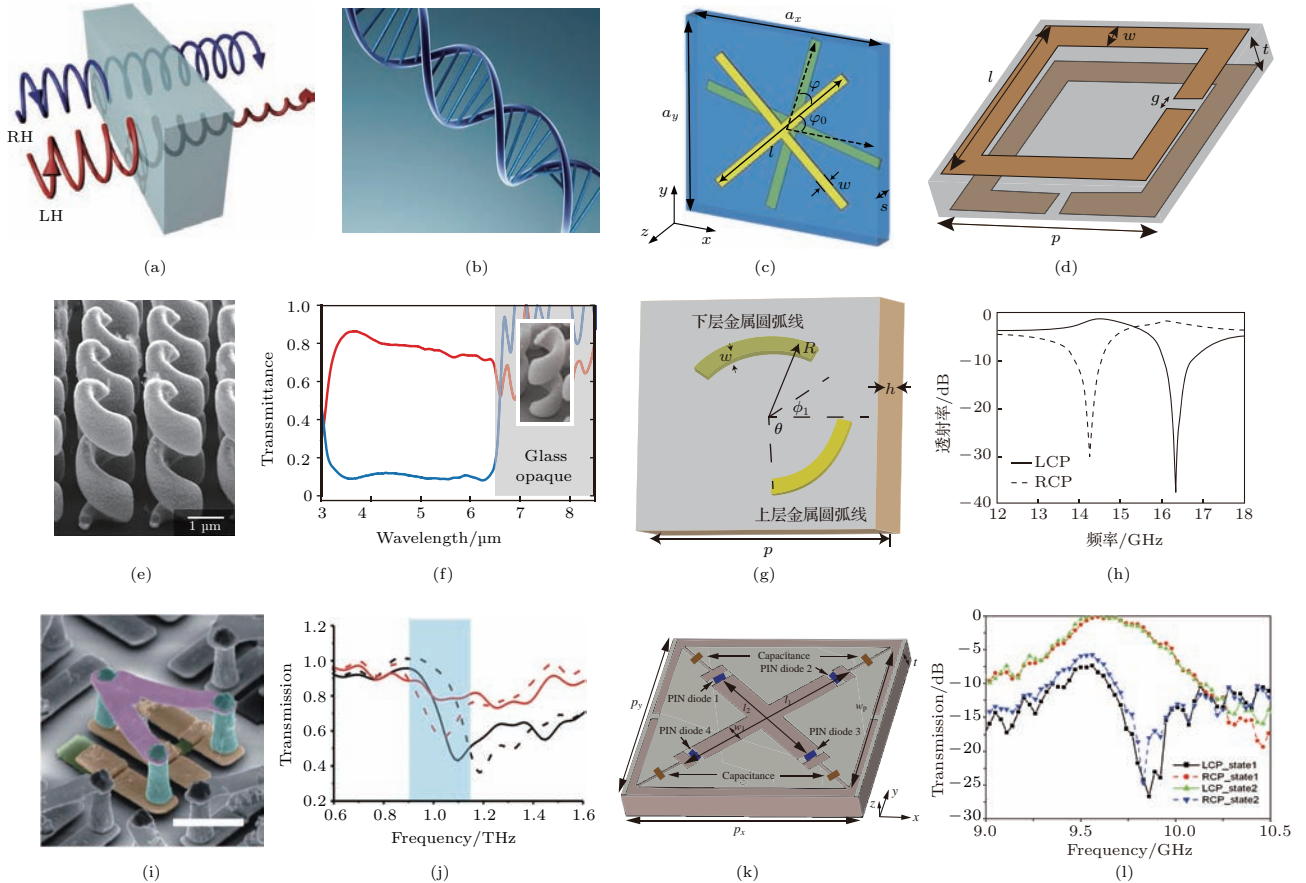 RH
LH
(a)
(b)
a_x
a_y
φ
φ_0
l
w
s
y
z
x
(c)
w
t
l
g
p
(d)
1 μm
(e)
1.0
0.8
0.6
0.4
0.2
0
Transmittance
Glass
opaque
3 4 5 6 7 8
Wavelength/μm
(f)
下层金属圆弧线
w
R
h
ϕ_1
θ
上层金属圆弧线
p
(g)
0
−10
−20
−30
−40
透射率/dB
LCP
RCP
12 13 14 15 16 17 18
频率/GHz
(h)
(i)
1.2
1.0
0.8
0.6
0.4
0.2
Transmission
0.6 0.8 1.0 1.2 1.4 1.6
Frequency/THz
(j)
Capacitance
PIN diode 2
t
PIN diode 1
l_1
l_2
p_y
w_p
w_1
PIN diode 4
PIN diode 3
Capacitance
y
z
x
p_x
(k)
0
−5
−10
−15
−20
−25
−30
Transmission/dB
LCP_state1
RCP_state1
LCP_state2
RCP_state2
9.0 9.5 10.0 10.5
Frequency/GHz
(l)